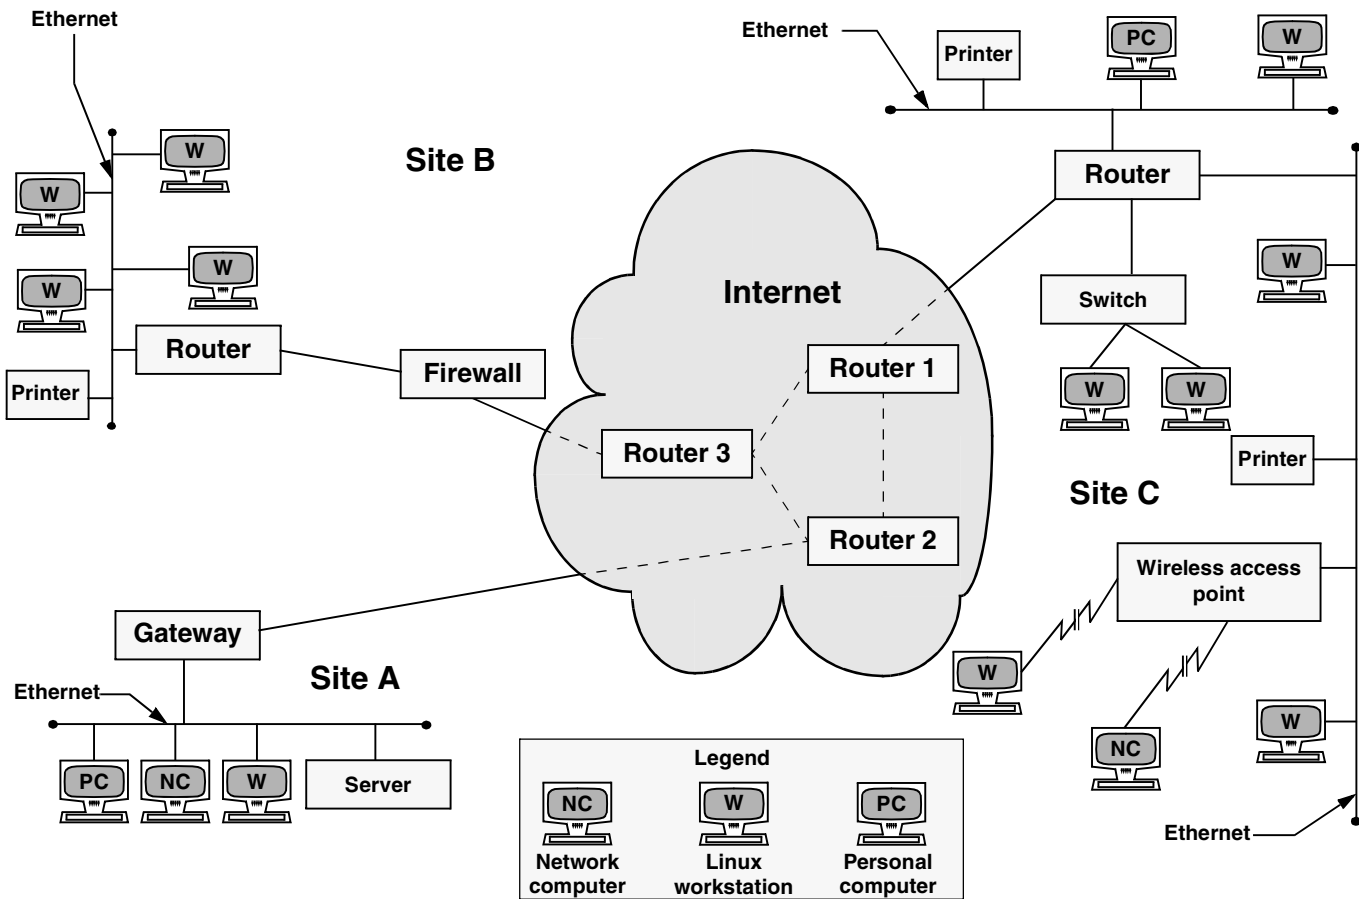 Ethernet
W
W
Site B
W
W
Router
Printer
Firewall
Ethernet
Printer
PC
W
Router
Internet
W
Switch
Router 1
W
W
Router 3
Printer
Site C
Router 2
Wireless access
point
W
NC
W
Ethernet
Gateway
Site A
Ethernet
PC
NC
W
Server
Legend
NC
W
PC
Network
computer
Linux
workstation
Personal
computer